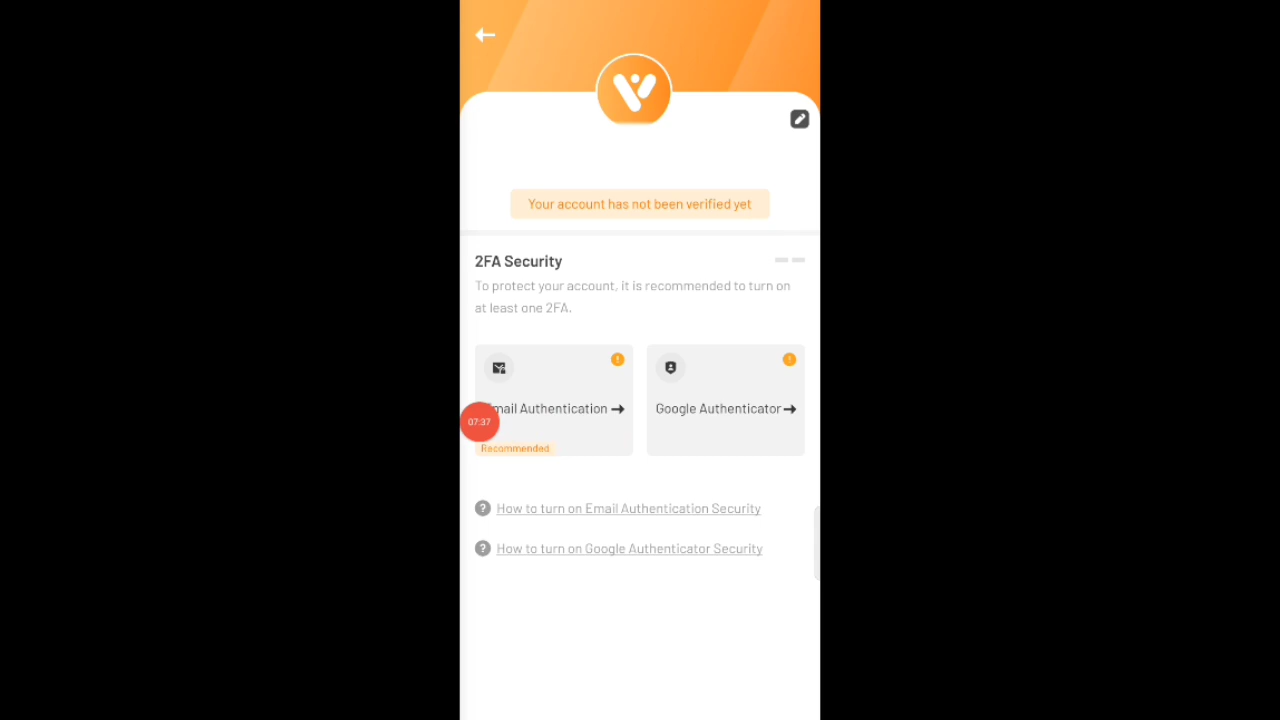 Your account has not been verified yet
2FA Security
To protect your account, it is recommended to turn on
at least one 2FA.
Authentication
Google Authenticator
07:37
Recommended
How to turn on Email Authentication Security
How to turn on Google Authenticator Security